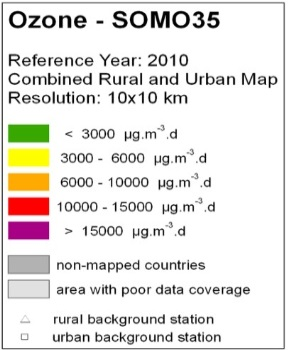 Ozone - SOMO35
Reference Year: 2010
Combined Rural and Urban Map
Resolution: 10x10 km
< 3000 µg.m⁻³.d
3000 - 6000 µg.m⁻³.d
6000 - 10000 µg.m⁻³.d
10000 - 15000 µg.m⁻³.d
> 15000 µg.m⁻³.d
non-mapped countries
area with poor data coverage
rural background station
urban background station